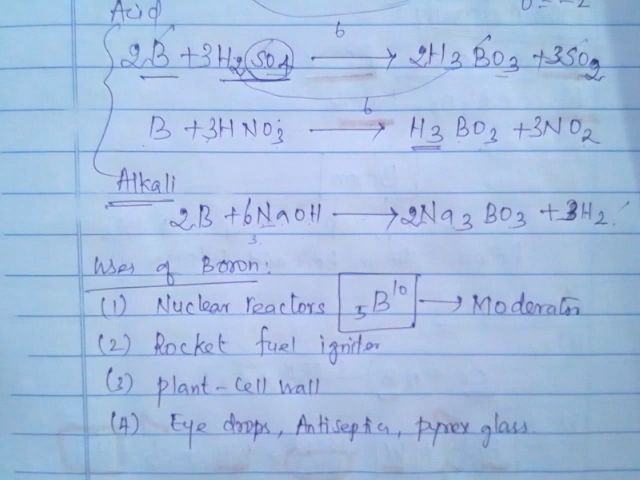 Acid
2B + 3H2SO4 → 2H3BO3 + 3SO2
B + 3HNO3 → H3BO3 + 3NO2
Alkali
2B + 6NaOH → 2Na3BO3 + 3H2
Uses of Boron:
(1) Nuclear reactors 5B10 → Moderator
(2) Rocket fuel igniter
(3) plant-cell wall
(4) Eye drops, Antiseptic, pyrex glass